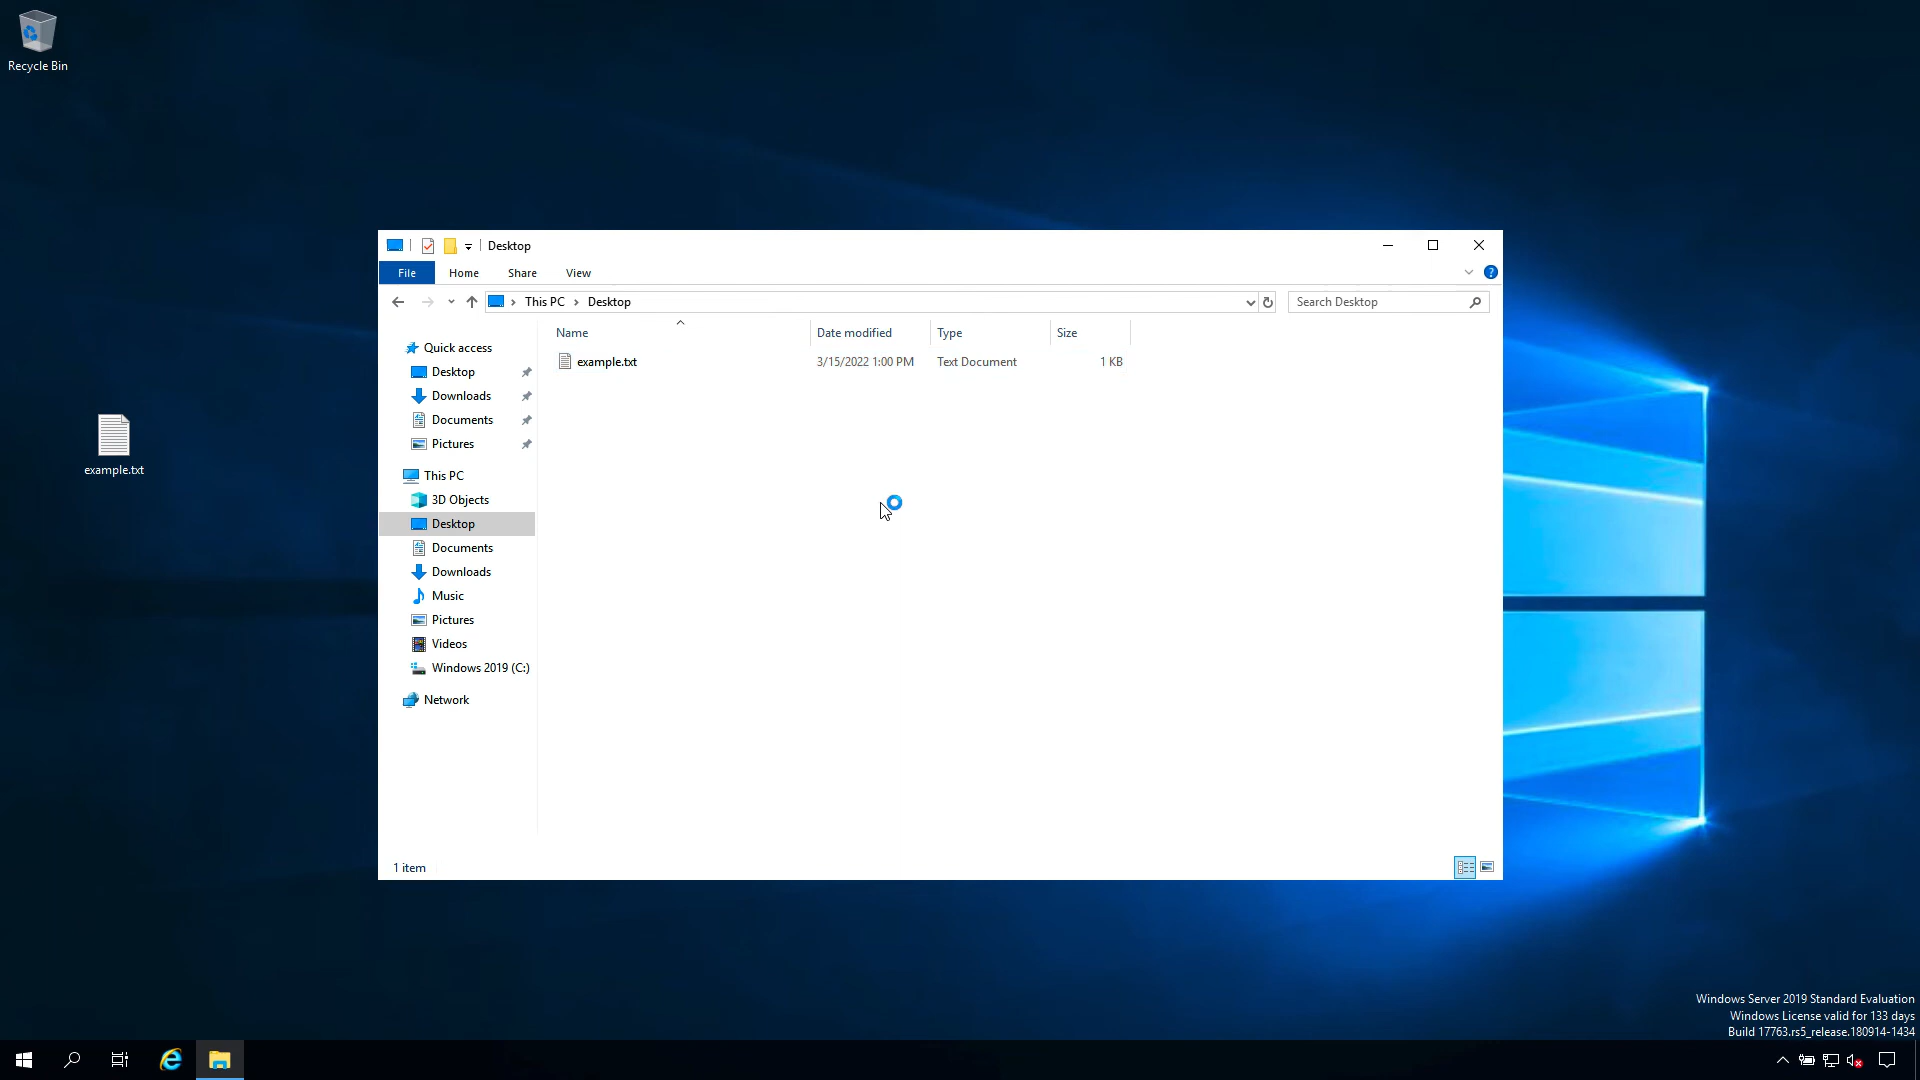 Recycle Bin
Desktop
File Home Share View
This PC Desktop
Search Desktop
Name Date modified Type Size
example.txt 3/15/2022 1:00 PM Text Document 1 KB
Quick access
Desktop
Downloads
Documents
Pictures
This PC
3D Objects
Desktop
Documents
Downloads
Music
Pictures
Videos
Windows 2019 (C:)
Network
1 item
example.txt
Windows Server 2019 Standard Evaluation
Windows License valid for 133 days
Build 17763.rs5_release.180914-1434